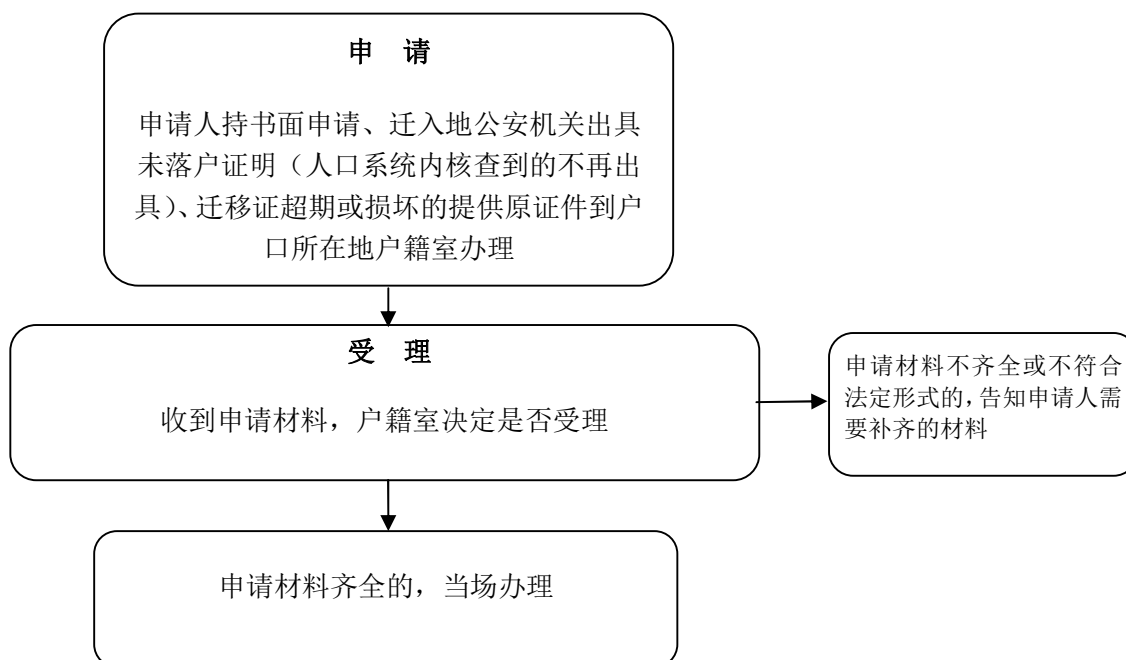 申 请
申请人持书面申请、迁入地公安机关出具
未落户证明（人口系统内核查到的不再出
具）、迁移证超期或损坏的提供原证件到户
口所在地户籍室办理
受 理
收到申请材料，户籍室决定是否受理
申请材料不齐全或不符合
法定形式的，告知申请人需
要补齐的材料
申请材料齐全的，当场办理